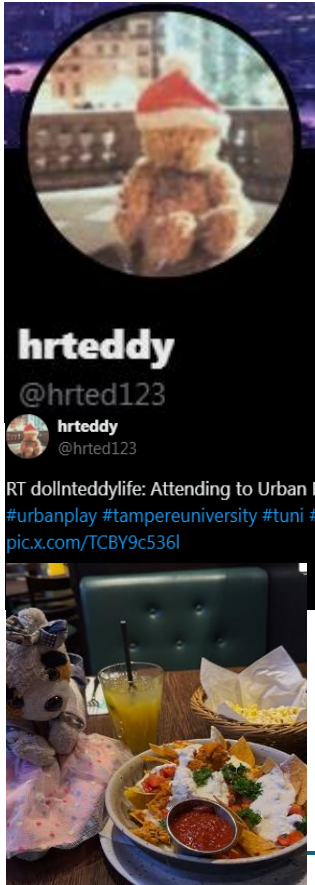 hrteddy
@hrted123
hrteddy
@hrted123
RT dollnteddylife: Attending to Urban
#urbanplay #tampereuniversity #tuni #
pic.x.com/TCBY9c536l